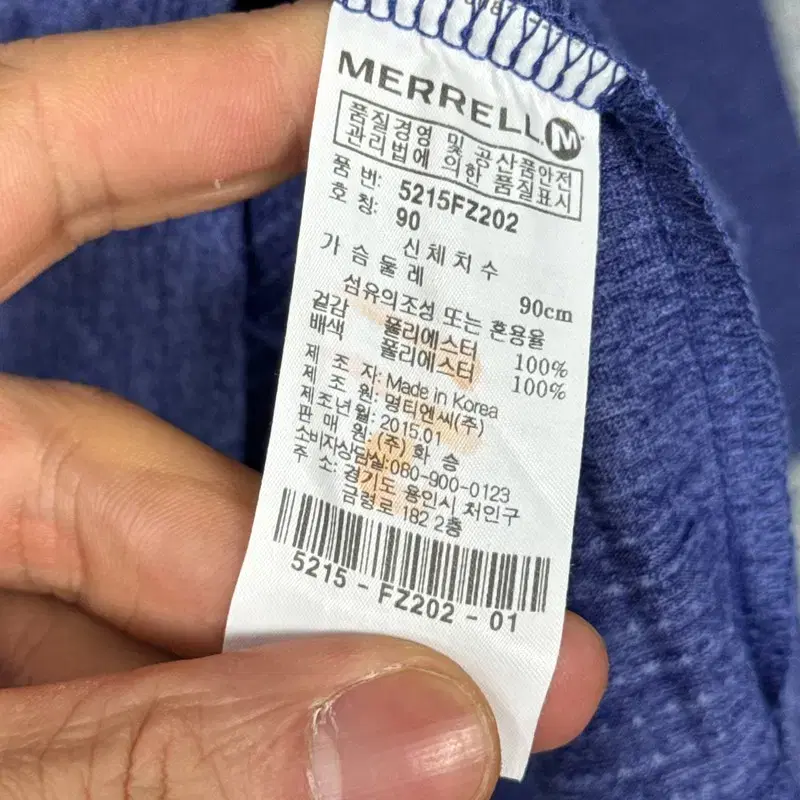 MERRELL M
품질경영 및 공산품안전
관리법에 의한 품질표시
품 번: 5215FZ202
호 칭: 90
신체치수
가 슴 둘 레 90cm
섬유의조성 또는 혼용율
겉감 폴리에스터 100%
배색 폴리에스터 100%
제 조 지: Made in Korea
제 조 원: 명티엔씨(주)
제조년월: 2015.01
판 매 원: (주) 화 승
소비자상담실:080-900-0123
주 소: 경기도 용인시 처인구
금령로 182 2층
5215 - FZ202 - 01